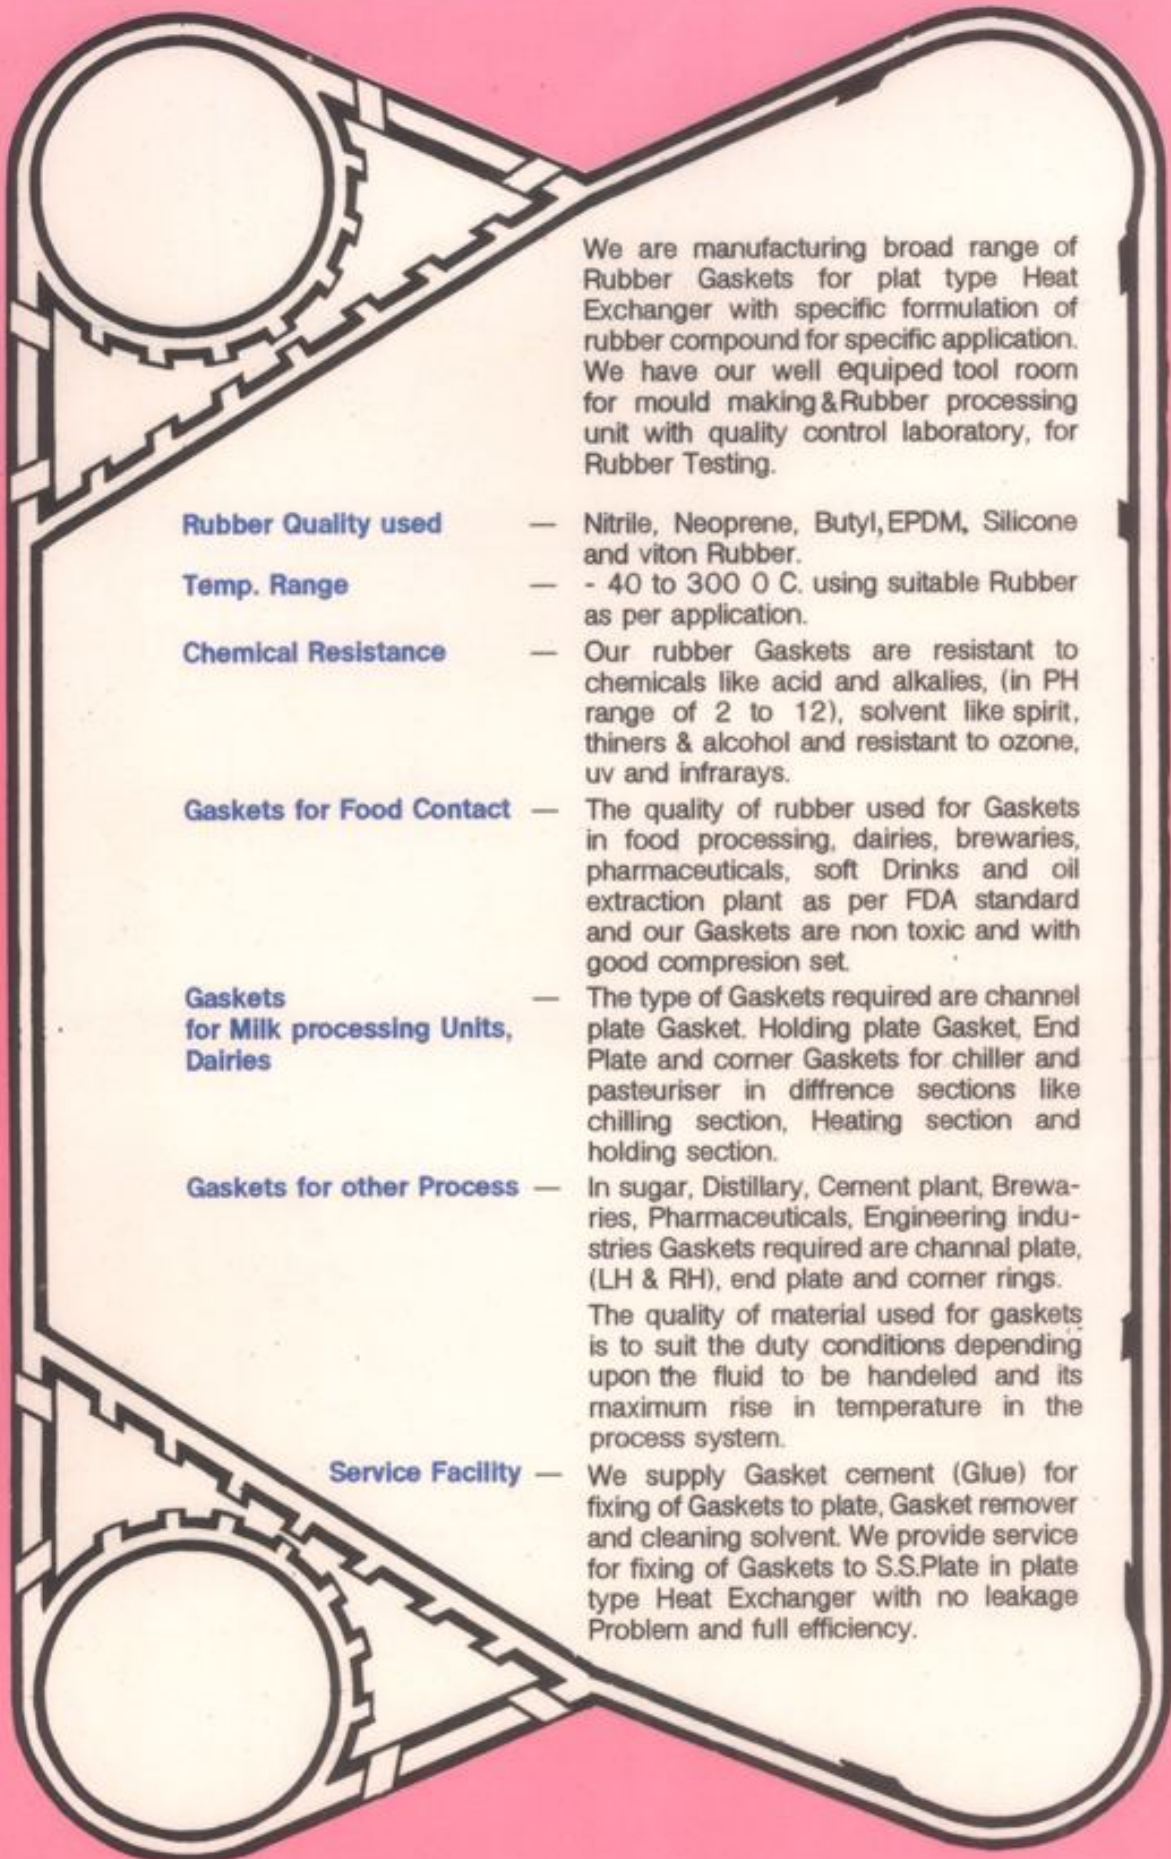 We are manufacturing broad range of
Rubber Gaskets for plat type Heat
Exchanger with specific formulation of
rubber compound for specific application.
We have our well equiped tool room
for mould making & Rubber processing
unit with quality control laboratory, for
Rubber Testing.
Rubber Quality used — Nitrile, Neoprene, Butyl, EPDM, Silicone
and viton Rubber.
Temp. Range — - 40 to 300 0 C. using suitable Rubber
as per application.
Chemical Resistance — Our rubber Gaskets are resistant to
chemicals like acid and alkalies, (in PH
range of 2 to 12), solvent like spirit,
thiners & alcohol and resistant to ozone,
uv and infrarays.
Gaskets for Food Contact — The quality of rubber used for Gaskets
in food processing, dairies, brewaries,
pharmaceuticals, soft Drinks and oil
extraction plant as per FDA standard
and our Gaskets are non toxic and with
good compresion set.
Gaskets — The type of Gaskets required are channel
for Milk processing Units, plate Gasket. Holding plate Gasket, End
Dairies Plate and corner Gaskets for chiller and
pasteuriser in diffrence sections like
chilling section, Heating section and
holding section.
Gaskets for other Process — In sugar, Distillary, Cement plant, Brewa-
ries, Pharmaceuticals, Engineering indu-
stries Gaskets required are channal plate,
(LH & RH), end plate and corner rings.
The quality of material used for gaskets
is to suit the duty conditions depending
upon the fluid to be handeled and its
maximum rise in temperature in the
process system.
Service Facility — We supply Gasket cement (Glue) for
fixing of Gaskets to plate, Gasket remover
and cleaning solvent. We provide service
for fixing of Gaskets to S.S.Plate in plate
type Heat Exchanger with no leakage
Problem and full efficiency.